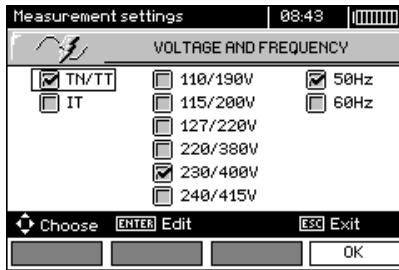 Measurement settings 08:43
VOLTAGE AND FREQUENCY
TN/TT 110/190V 50Hz
IT 115/200V 60Hz
127/220V
220/380V
230/400V
240/415V
Choose ENTER Edit ESC Exit
OK